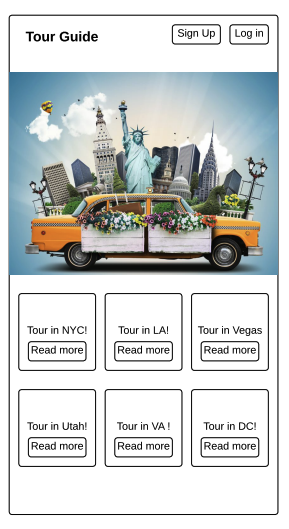 Tour Guide
Sign Up
Log in
Tour in NYC!
Tour in LA!
Tour in Vegas
Read more
Read more
Read more
Tour in Utah!
Tour in VA !
Tour in DC!
Read more
Read more
Read more